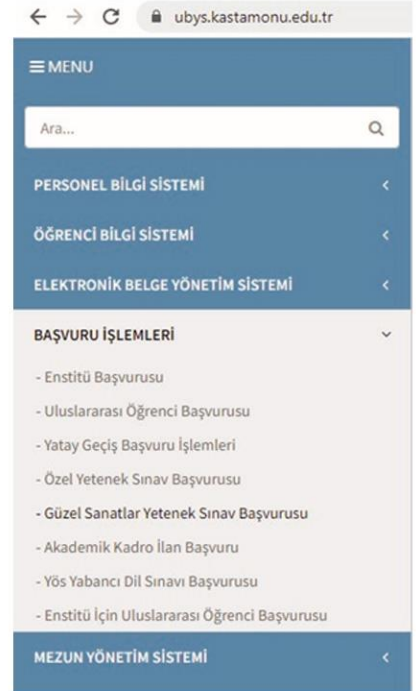 ubys.kastamonu.edu.tr
MENU
Ara...
PERSONEL BİLGİ SİSTEMİ
ÖĞRENCİ BİLGİ SİSTEMİ
ELEKTRONİK BELGE YÖNETİM SİSTEMİ
BAŞVURU İŞLEMLERİ
- Enstitü Başvurusu
- Uluslararası Öğrenci Başvurusu
- Yatay Geçiş Başvuru İşlemleri
- Özel Yetenek Sınav Başvurusu
- Güzel Sanatlar Yetenek Sınav Başvurusu
- Akademik Kadro İlan Başvuru
- Yös Yabancı Dil Sınavı Başvurusu
- Enstitü İçin Uluslararası Öğrenci Başvurusu
MEZUN YÖNETİM SİSTEMİ